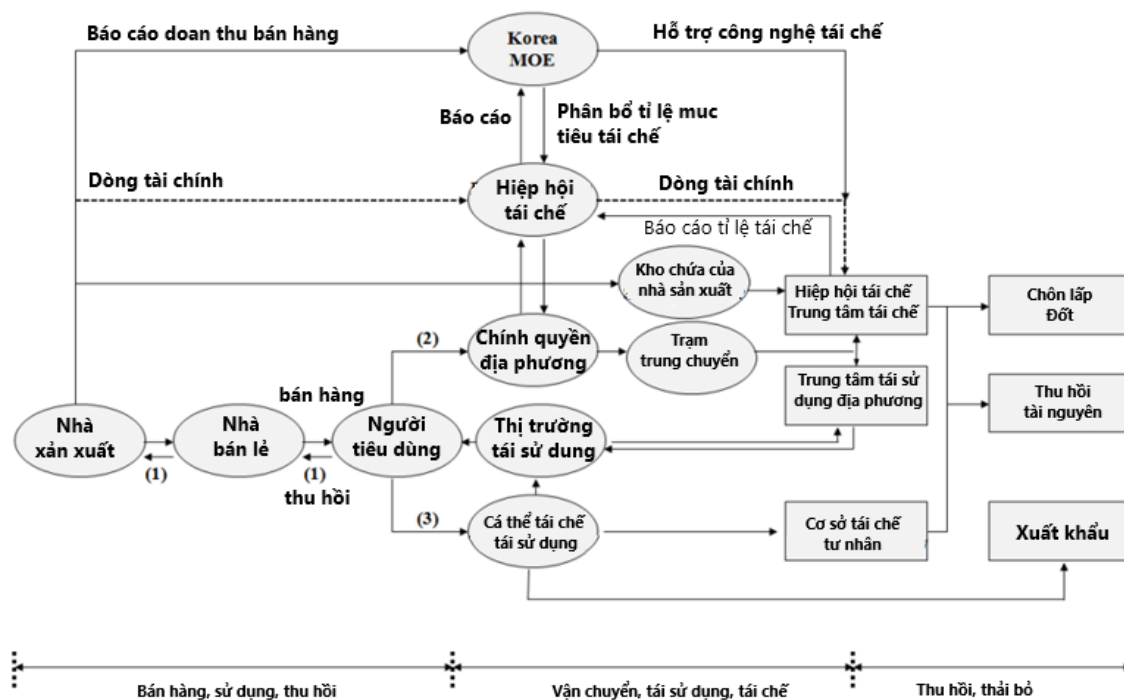 Báo cáo doan thu bán hàng
Korea
MOE
Hỗ trợ công nghệ tái chế
Báo cáo
Phân bổ tỉ lệ muc
tiêu tái chế
Dòng tài chính
Hiệp hội
tái chế
Dòng tài chính
Báo cáo tỉ lệ tái chế
Kho chứa của
nhà sản xuất
Hiệp hội tái chế
Trung tâm tái chế
Chôn lấp
Đốt
(2)
Chính quyền
địa phương
Trạm
trung chuyển
Trung tâm tái sử
dụng địa phương
Thu hồi
tài nguyên
bán hàng
Nhà
xản xuất
Nhà
bán lẻ
Người
tiêu dùng
Thị trường
tái sử dung
(1)
(1)
thu hồi
(3)
Cá thể tái chế
tái sử dụng
Cơ sở tái chế
tư nhân
Xuất khẩu
Bán hàng, sử dụng, thu hồi
Vận chuyển, tái sử dụng, tái chế
Thu hồi, thải bỏ